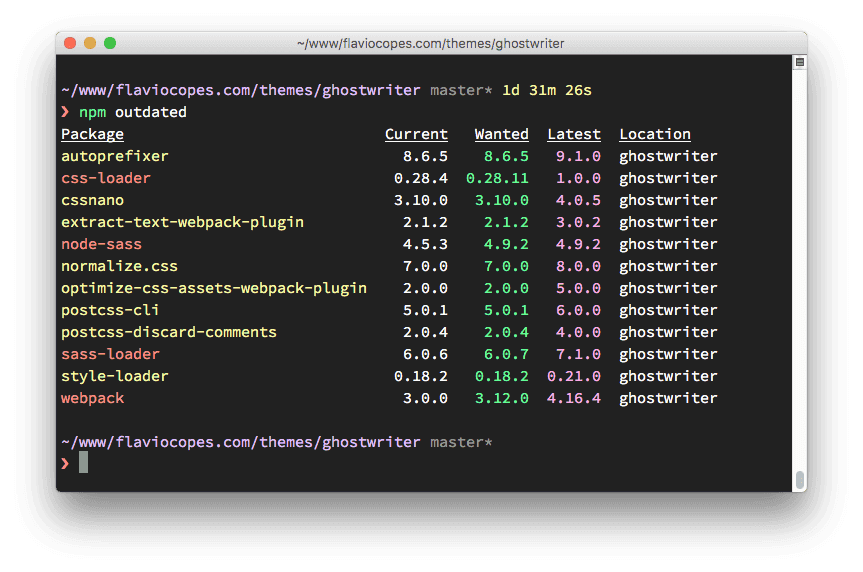 ~/www/flaviocopes.com/themes/ghostwriter
~/www/flaviocopes.com/themes/ghostwriter master* 1d 31m 26s
❯ npm outdated
Package Current Wanted Latest Location
autoprefixer 8.6.5 8.6.5 9.1.0 ghostwriter
css-loader 0.28.4 0.28.11 1.0.0 ghostwriter
cssnano 3.10.0 3.10.0 4.0.5 ghostwriter
extract-text-webpack-plugin 2.1.2 2.1.2 3.0.2 ghostwriter
node-sass 4.5.3 4.9.2 4.9.2 ghostwriter
normalize.css 7.0.0 7.0.0 8.0.0 ghostwriter
optimize-css-assets-webpack-plugin 2.0.0 2.0.0 5.0.0 ghostwriter
postcss-cli 5.0.1 5.0.1 6.0.0 ghostwriter
postcss-discard-comments 2.0.4 2.0.4 4.0.0 ghostwriter
sass-loader 6.0.6 6.0.7 7.1.0 ghostwriter
style-loader 0.18.2 0.18.2 0.21.0 ghostwriter
webpack 3.0.0 3.12.0 4.16.4 ghostwriter
~/www/flaviocopes.com/themes/ghostwriter master*
❯